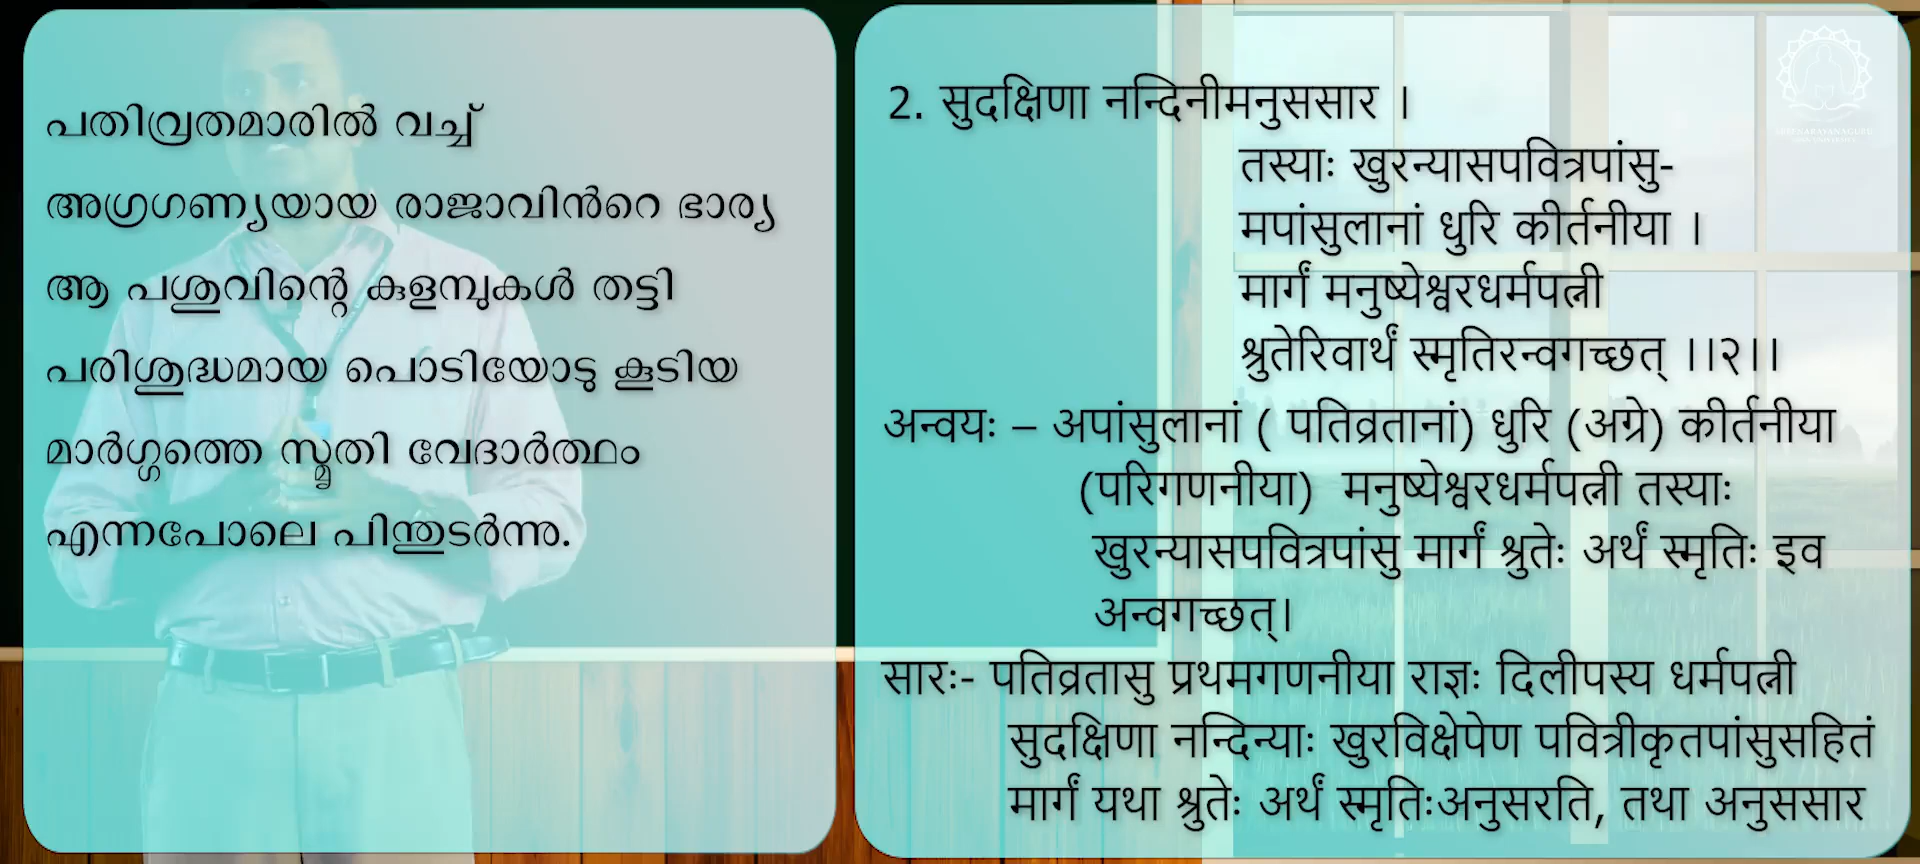 പതിവ്രതമാരിൽ വച്ച്
അഗ്രഗണ്യയായ രാജാവിൻറെ ഭാര്യ
ആ പശുവിന്റെ കുളമ്പുകൾ തട്ടി
പരിശുദ്ധമായ പൊടിയോടു കൂടിയ
മാർഗ്ഗത്തെ സ്മൃതി വേദാർത്ഥം
എന്നപോലെ പിന്തുടർന്നു.
2. सुदक्षिणा नन्दिनीमनुससार ।
तस्याः खुरन्यासपवित्रपांसु-
मपांसुलानां धुरि कीर्तनीया ।
मार्गं मनुष्येश्वरधर्मपत्नी
श्रुतेरिवार्थं स्मृतिरन्वगच्छत् ।।२।।
अन्वयः – अपांसुलानां ( पतिव्रतानां) धुरि (अग्रे) कीर्तनीया
(परिगणनीया) मनुष्येश्वरधर्मपत्नी तस्याः
खुरन्यासपवित्रपांसु मार्गं श्रुतेः अर्थं स्मृतिः इव
अन्वगच्छत्।
सारः- पतिव्रतासु प्रथमगणनीया राज्ञः दिलीपस्य धर्मपत्नी
सुदक्षिणा नन्दिन्याः खुरविक्षेपेण पवित्रीकृतपांसुसहितं
मार्गं यथा श्रुतेः अर्थं स्मृतिःअनुसरति, तथा अनुससार